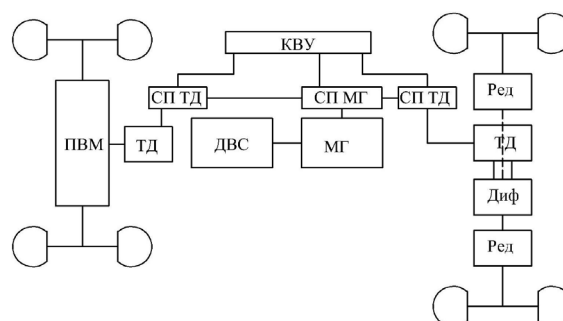 КВУ
СП ТД
СП МГ
СП ТД
Ред
ПВМ
ТД
ДВС
МГ
ТД
Диф
Ред